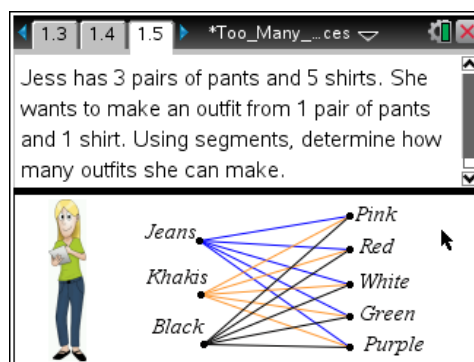 1.3 1.4 1.5 *Too_Many_...ces
Jess has 3 pairs of pants and 5 shirts. She
wants to make an outfit from 1 pair of pants
and 1 shirt. Using segments, determine how
many outfits she can make.
Pink
Jeans
Red
Khakis
White
Green
Black
Purple